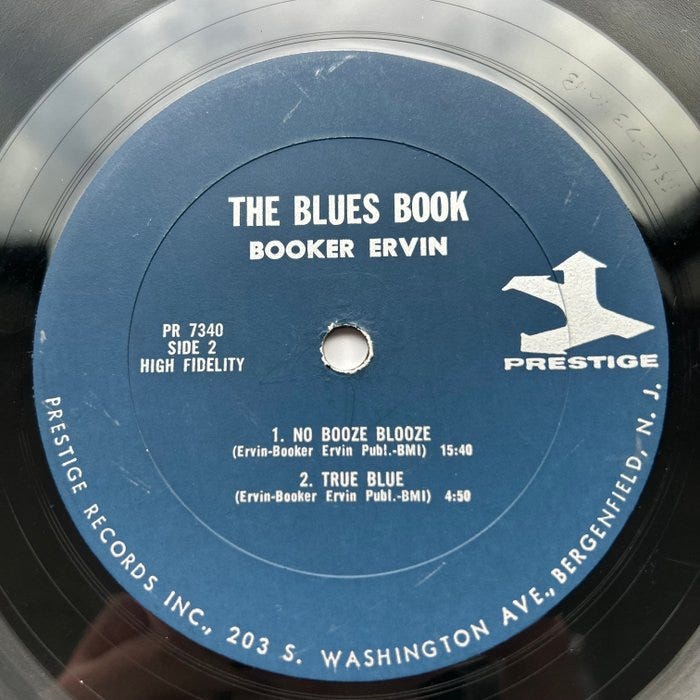 THE BLUES BOOK
BOOKER ERVIN
PR 7340
SIDE 2
HIGH FIDELITY
PRESTIGE
1. NO BOOZE BLOOZE
(Ervin-Booker Ervin Publ.-BMI) 15:40
2. TRUE BLUE
(Ervin-Booker Ervin Publ.-BMI) 4:50
PRESTIGE RECORDS INC., 203 S. WASHINGTON AVE., BERGENFIELD, N. J.